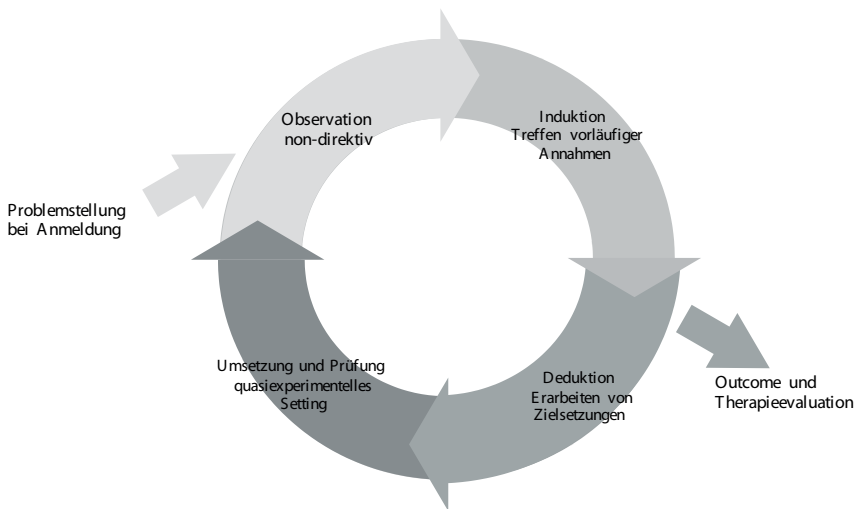 Problemstellung
bei Anmeldung
Observation
non-direktiv
Induktion
Treffen vorläufiger
Annahmen
Deduktion
Erarbeiten von
Zielsetzungen
Outcome und
Therapieevaluation
Umsetzung und Prüfung
quasiexperimentelles
Setting